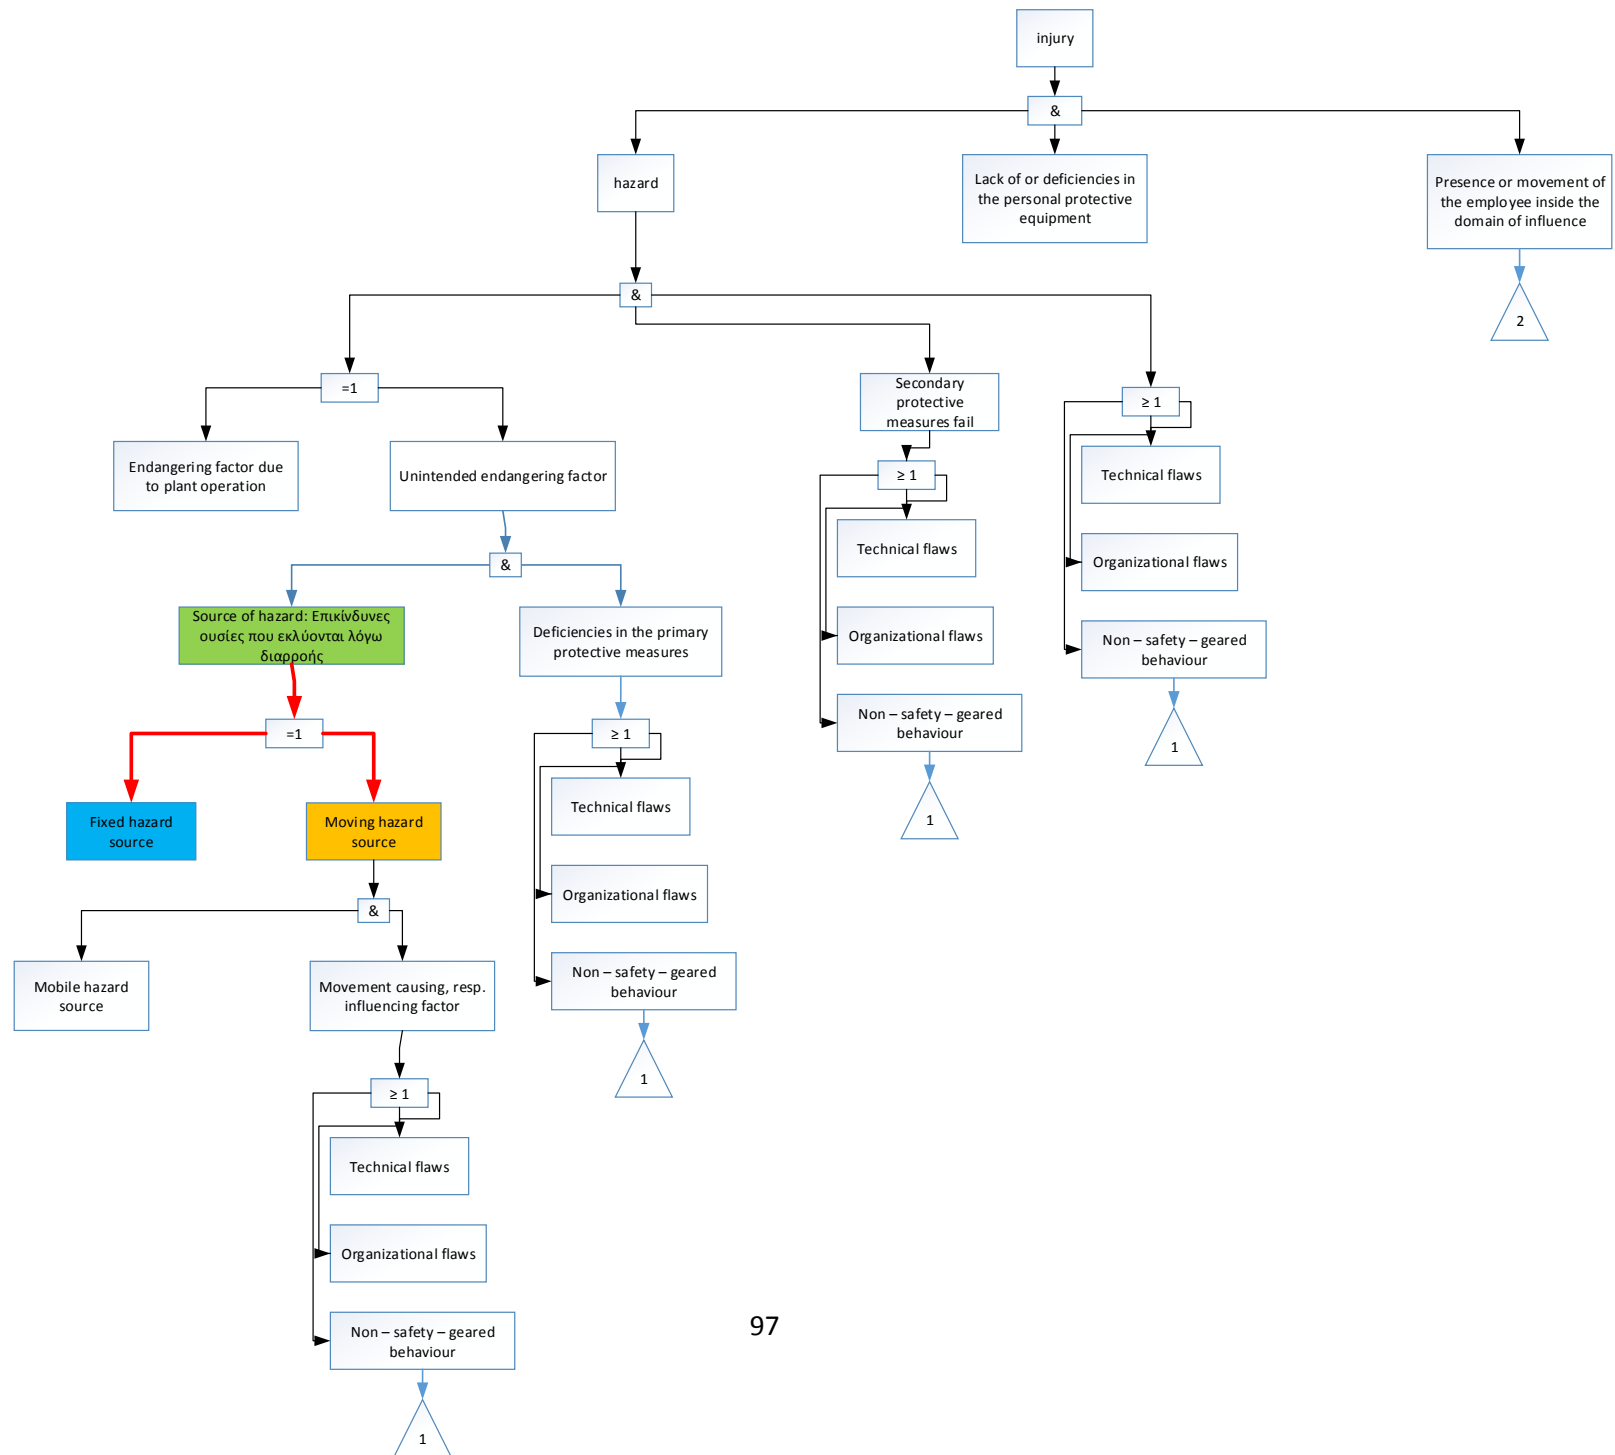 injury
&
hazard
Lack of or deficiencies in
the personal protective
equipment
Presence or movement of
the employee inside the
domain of influence
&
2
=1
Secondary
protective
measures fail
≥ 1
Endangering factor due
to plant operation
Unintended endangering factor
≥ 1
Technical flaws
Technical flaws
&
Organizational flaws
Source of hazard: Επικίνδυνες
ουσίες που εκλύονται λόγω
διαρροής
Deficiencies in the primary
protective measures
Organizational flaws
Non – safety – geared
behaviour
=1
≥ 1
Non – safety – geared
behaviour
1
Fixed hazard
source
Moving hazard
source
Technical flaws
1
&
Organizational flaws
Mobile hazard
source
Movement causing, resp.
influencing factor
Non – safety – geared
behaviour
≥ 1
1
Technical flaws
Organizational flaws
Non – safety – geared
behaviour
97
1